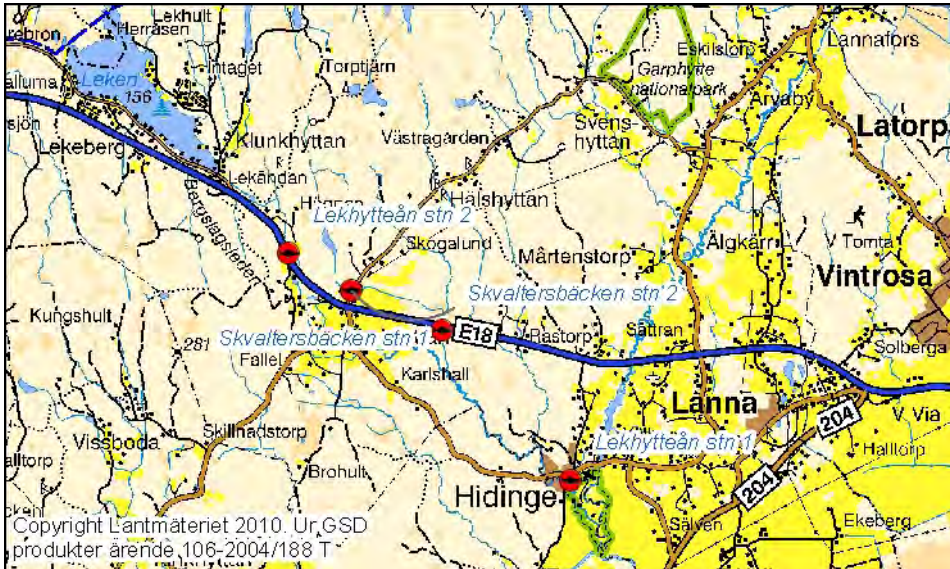 Lekhult
Herråsen
Lannafors
Eskilstorp
Intaget
Torptjärn
Garphytte
nationalpark
Leken
156
Arvaby
Latorp
Västragården
Svens-
hyttan
Klunkhyttan
Lekeberg
Lekändan
Hälshyttan
Bergslagsleden
Lekhytteån stn 2
Skogalund
Älgkärr
V Tomta
Mårtenstorp
Vintrosa
Skvaltersbäcken stn 2
Kungshult
281
Skvaltersbäcken stn 1
E18
Rastorp
Sättran
Solberga
Fallet
Karlshall
Lanna
V Via
204
Vissboda
Skillnadstorp
Lekhytteån stn 1
Halltorp
Brohult
204
Hidinge
Sälven
Ekeberg
Copyright Lantmäteriet 2010. Ur GSD
produkter ärende 106-2004/188 T